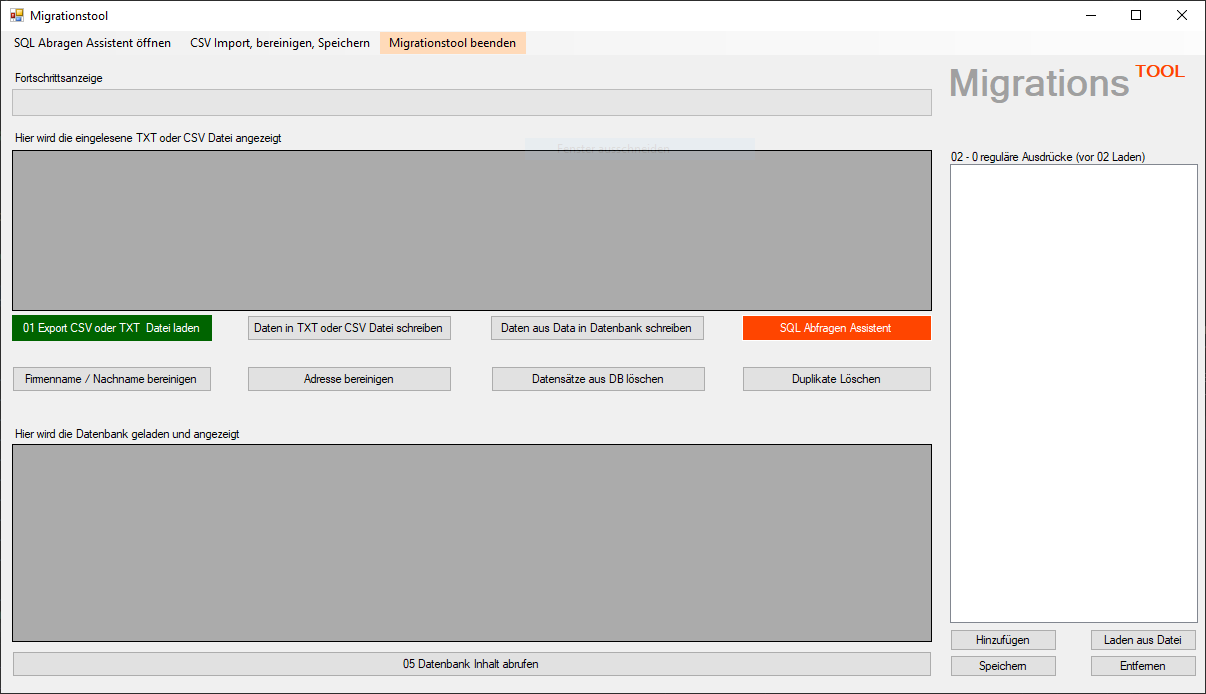 Migrationstool
SQL Abragen Assistent öffnen
CSV Import, bereinigen, Speichern
Migrationstool beenden
Fortschrittsanzeige
Migrations TOOL
Hier wird die eingelesene TXT oder CSV Datei angezeigt
Fenster ausschneiden
02 - 0 reguläre Ausdrücke (vor 02 Laden)
01 Export CSV oder TXT Datei laden
Daten in TXT oder CSV Datei schreiben
Daten aus Data in Datenbank schreiben
SQL Abfragen Assistent
Firmenname / Nachname bereinigen
Adresse bereinigen
Datensätze aus DB löschen
Duplikate Löschen
Hier wird die Datenbank geladen und angezeigt
Hinzufügen
Laden aus Datei
05 Datenbank Inhalt abrufen
Speichern
Entfernen